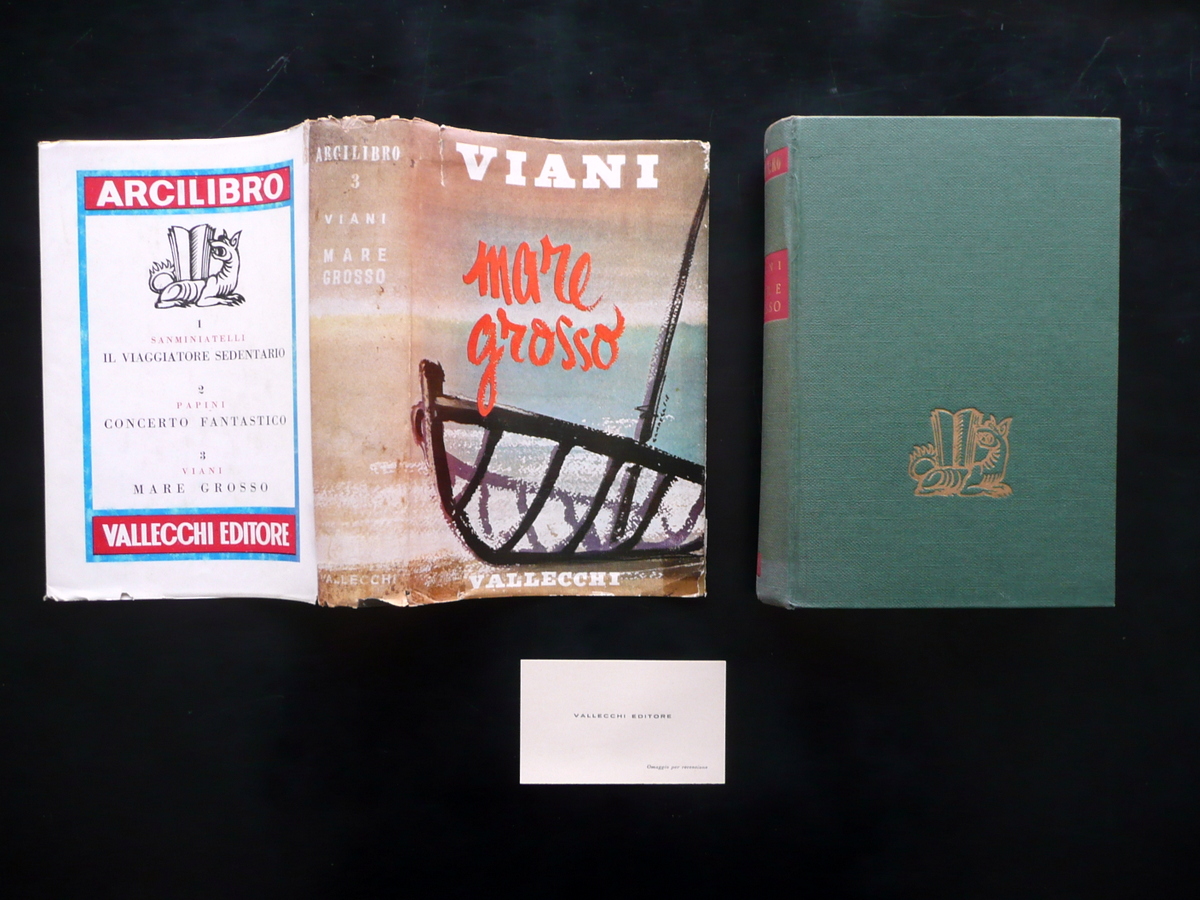 ARCILIBRO
1
SANMINIATELLI
IL VIAGGIATORE SEDENTARIO
2
PAPINI
CONCERTO FANTASTICO
3
VIANI
MARE GROSSO
VALLECCHI EDITORE
ARCILIBRO
3
VIANI
MARE
GROSSO
VALLECCHI
VIANI
mare
grosso
VALLECCHI
VALLECCHI EDITORE
Omaggio per recensione